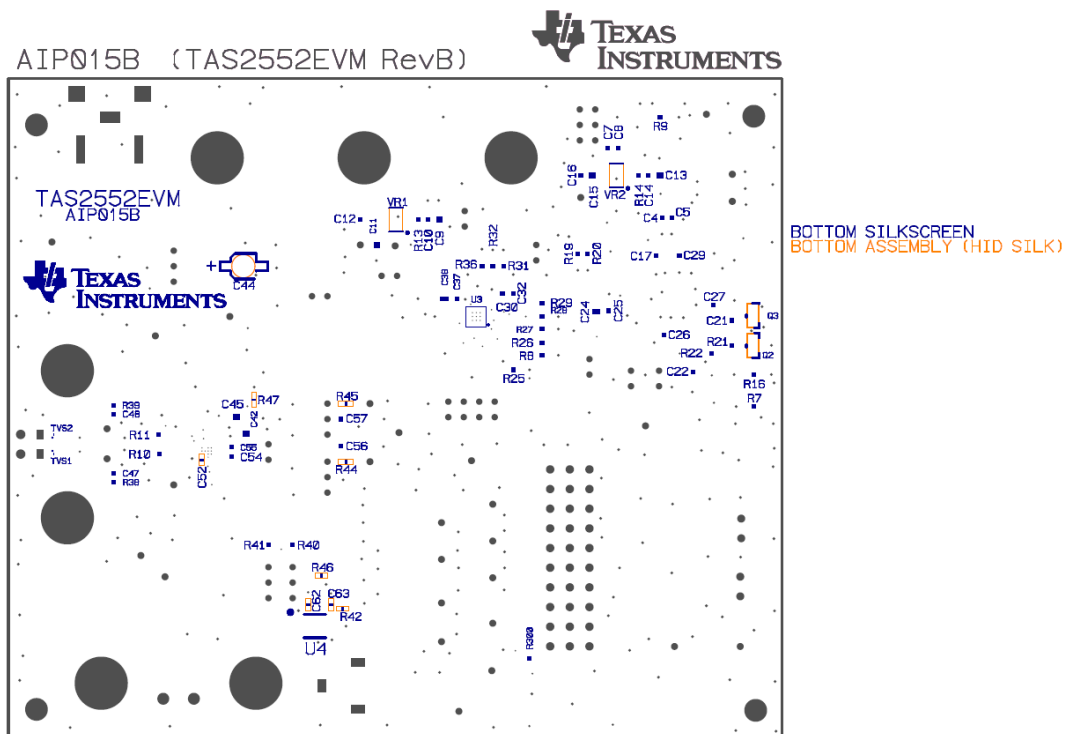 TEXAS
INSTRUMENTS
AIP015B (TAS2552EVM RevB)
TAS2552EVM
AIP015B
BOTTOM SILKSCREEN
BOTTOM ASSEMBLY (HID SILK)
TEXAS
INSTRUMENTS
+
C44
R9
C7
C8
C16
C15
VR2
R14
C14
C13
C4
C5
VR1
C12
C11
R13
C10
C9
R32
R19
R20
C17
C29
R36
R31
C38
C37
C30
C32
U3
R29
R28
R27
R26
R8
R25
C24
C25
C27
C21
Q3
C26
R21
Q2
R22
C22
R16
R7
R39
C48
R11
R10
TVS2
TVS1
C47
R38
C45
R47
C42
C55
C54
C52
R45
C57
C56
R44
R41
R40
R46
C62
C63
R42
U4
R300